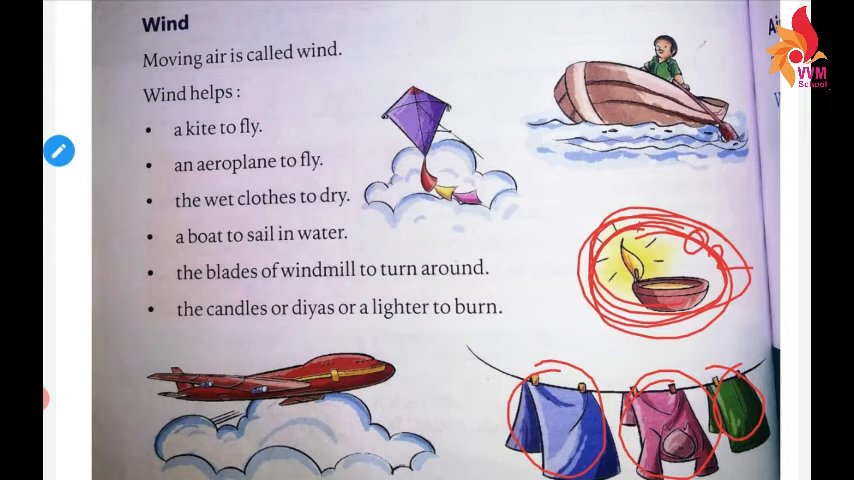 Wind
Moving air is called wind.
Wind helps :
• a kite to fly.
• an aeroplane to fly.
• the wet clothes to dry.
• a boat to sail in water.
• the blades of windmill to turn around.
• the candles or diyas or a lighter to burn.
VVM
School